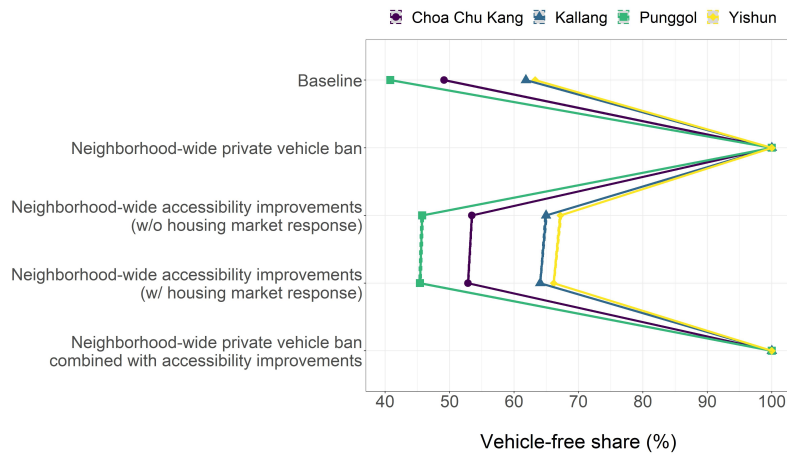 Choa Chu Kang Kallang Punggol Yishun
Baseline
Neighborhood-wide private vehicle ban
Neighborhood-wide accessibility improvements
(w/o housing market response)
Neighborhood-wide accessibility improvements
(w/ housing market response)
Neighborhood-wide private vehicle ban
combined with accessibility improvements
40 50 60 70 80 90 100
Vehicle-free share (%)